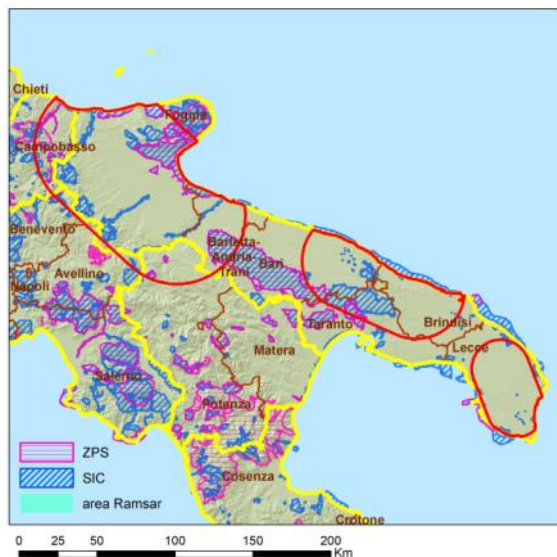 Chieti
Foggia
Campobasso
Benevento
Barletta-
Andria-
Trani
Bari
Napoli
Avellino
Taranto
Brindisi
Lecce
Matera
Salerno
Potenza
Cosenza
Crotone
ZPS
SIC
area Ramsar
0 50 100 150 200
Km